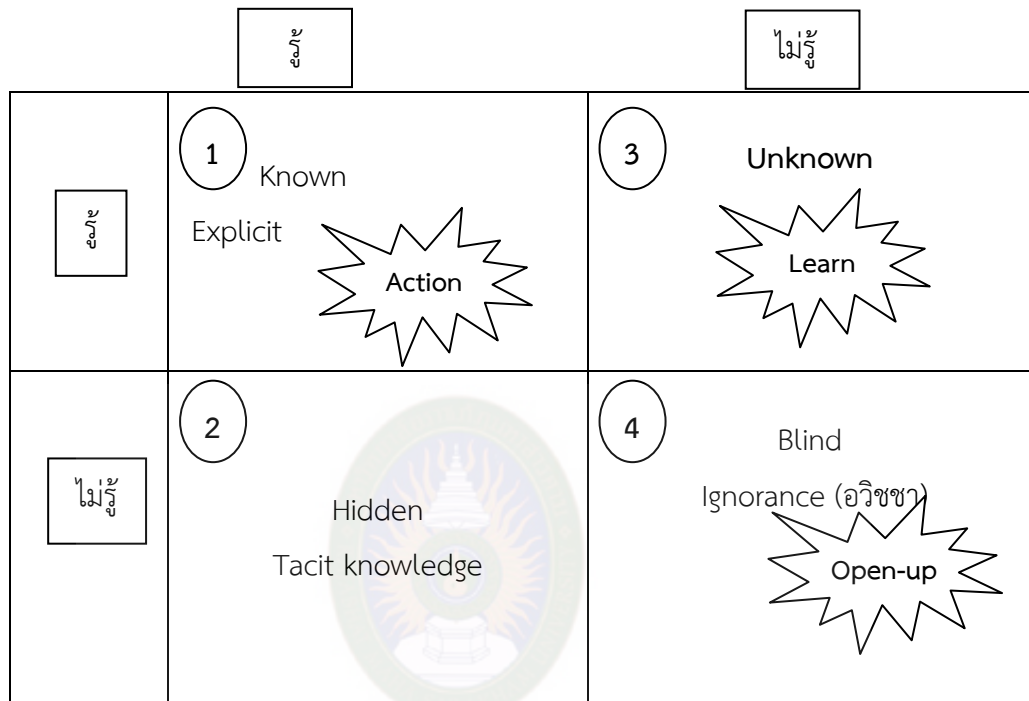 รู้
ไม่รู้
รู้
1
Known
Explicit
Action
3
Unknown
Learn
ไม่รู้
2
Hidden
Tacit knowledge
4
Blind
Ignorance (อวิชชา)
Open-up